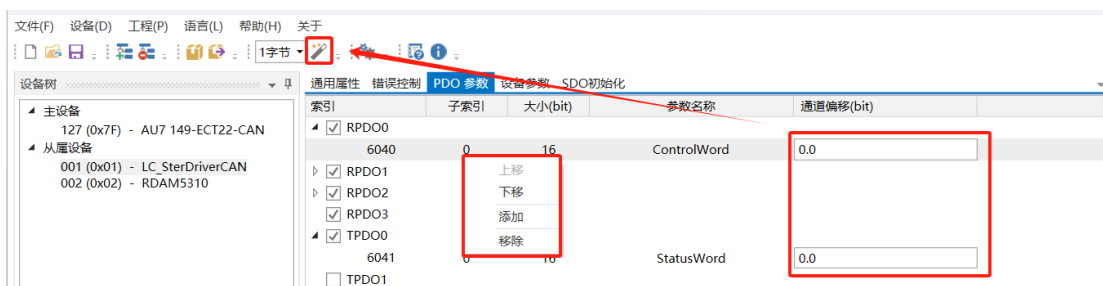 文件(F) 设备(D) 工程(P) 语言(L) 帮助(H) 关于
1字节
设备树
通用属性 错误控制 PDO 参数 设备参数 SDO初始化
索引 子索引 大小(bit) 参数名称 通道偏移(bit)
主设备
127 (0x7F) - AU7 149-ECT22-CAN
从属设备
001 (0x01) - LC_SterDriverCAN
002 (0x02) - RDAM5310
RPDO0
6040 0 16 ControlWord 0.0
RPDO1
RPDO2
RPDO3
TPDO0
6041 0 16 StatusWord 0.0
TPDO1
上移
下移
添加
移除